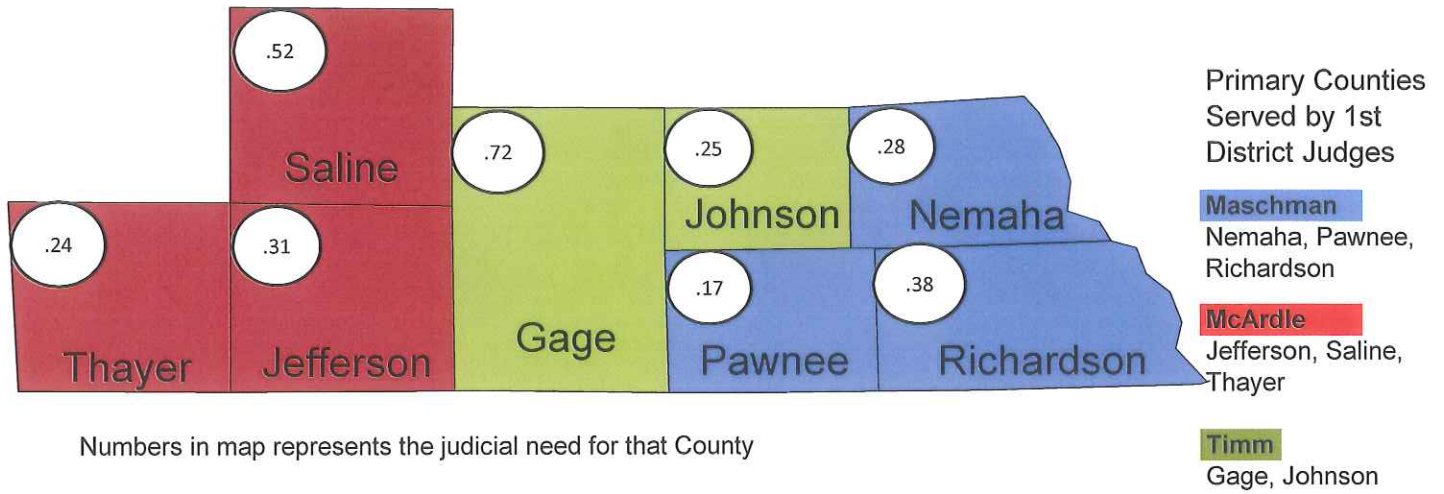 .52
Saline
.72
.25
.28
Johnson
Nemaha
.24
.31
.17
.38
Thayer
Jefferson
Gage
Pawnee
Richardson
Numbers in map represents the judicial need for that County
Primary Counties
Served by 1st
District Judges
Maschman
Nemaha, Pawnee,
Richardson
McArdle
Jefferson, Saline,
Thayer
Timm
Gage, Johnson